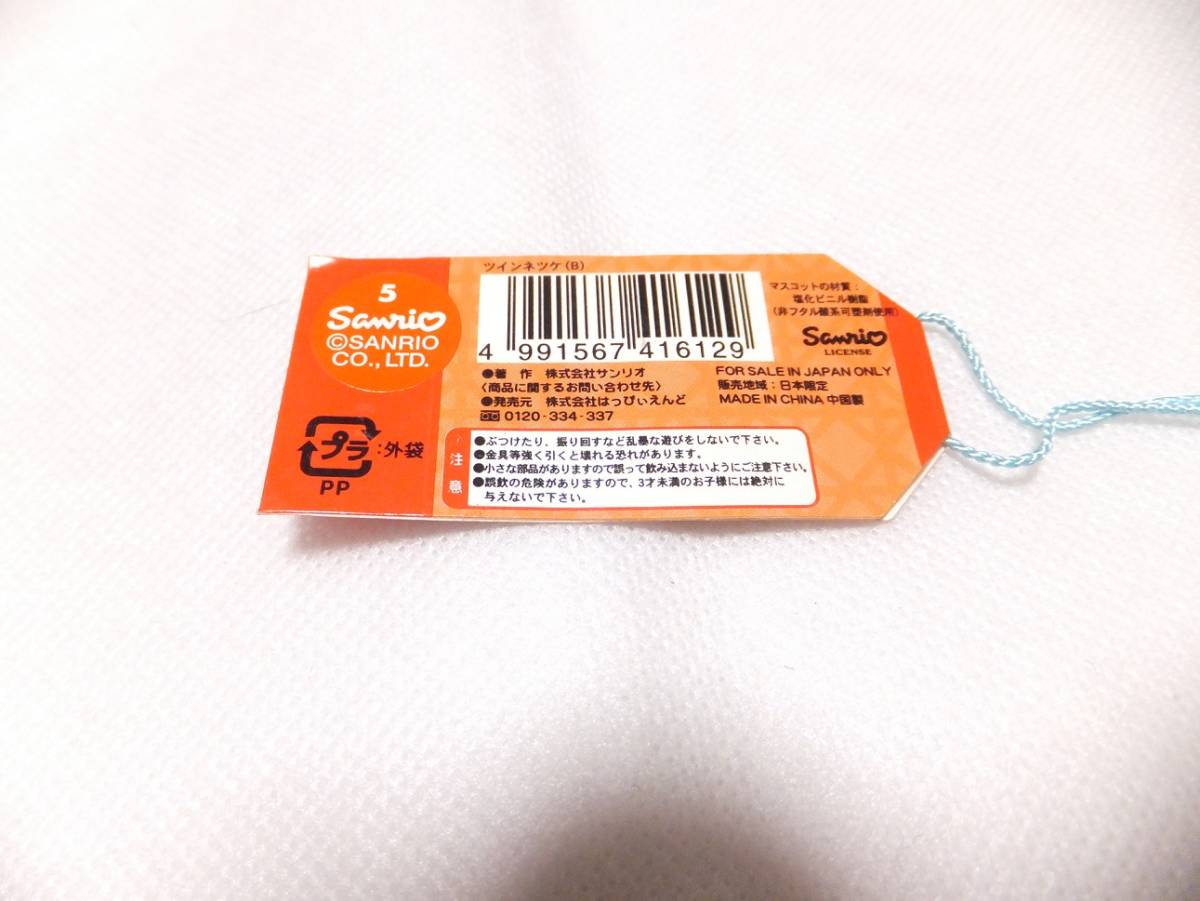 5
Sanrio
©SANRIO
CO., LTD.
プラ:外袋
PP
ツインネツケ(B)
4 991567 416129
マスコットの材質:
塩化ビニル樹脂
(非フタル酸系可塑剤使用)
Sanrio
LICENSE
●著 作 株式会社サンリオ
〈商品に関するお問い合わせ先〉
●発売元 株式会社はっぴぃえんど
0120-334-337
FOR SALE IN JAPAN ONLY
販売地域:日本限定
MADE IN CHINA 中国製
注意
●ぶつけたり、振り回すなど乱暴な遊びをしないで下さい。
●金具等強く引くと壊れる恐れがあります。
●小さな部品がありますので誤って飲み込まないようにご注意下さい。
●誤飲の危険がありますので、3才未満のお子様には絶対に
与えないで下さい。